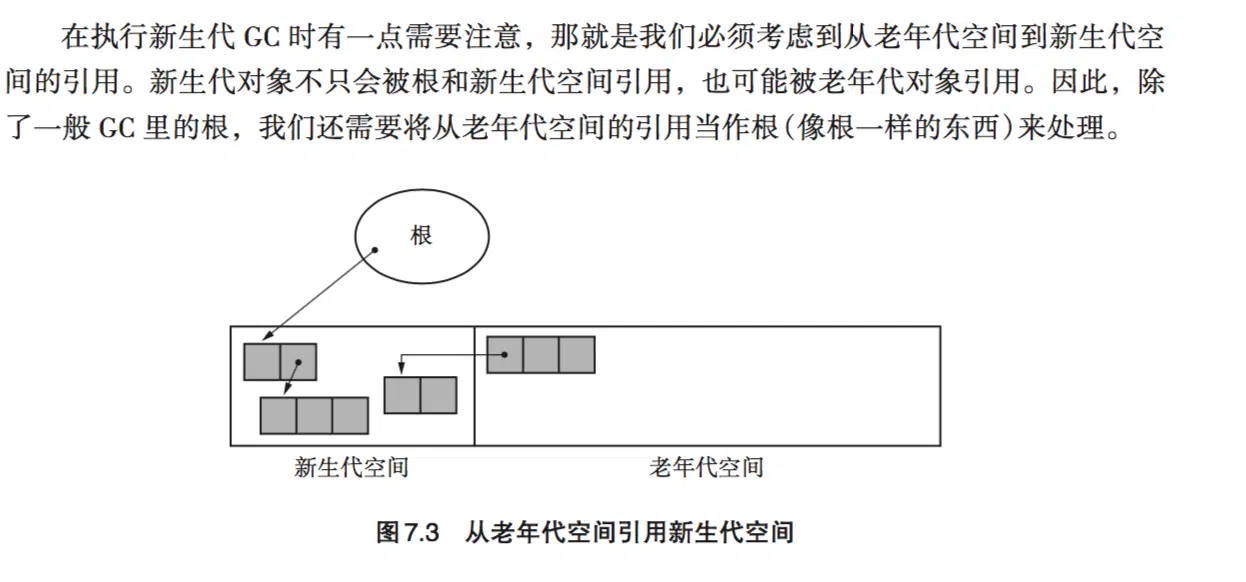 在执行新生代 GC 时有一点需要注意，那就是我们必须考虑到从老年代空间到新生代空
间的引用。新生代对象不只会被根和新生代空间引用，也可能被老年代对象引用。因此，除
了一般 GC 里的根，我们还需要将从老年代空间的引用当作根（像根一样的东西）来处理。
根
新生代空间
老年代空间
图7.3 从老年代空间引用新生代空间